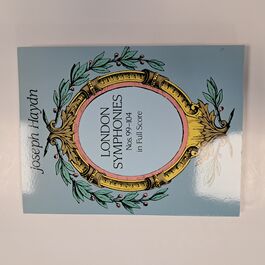 Joseph Haydn
LONDON
SYMPHONIES
Nos. 99–104
in Full Score